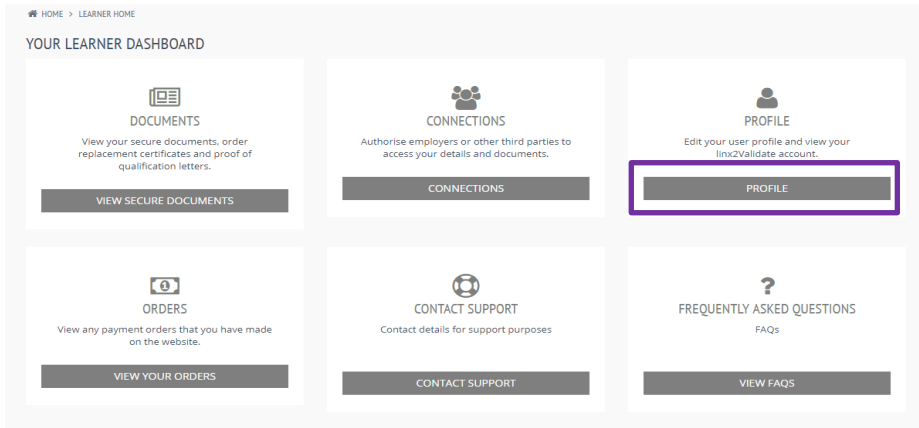 HOME > LEARNER HOME
YOUR LEARNER DASHBOARD
DOCUMENTS
View your secure documents, order
replacement certificates and proof of
qualification letters.
VIEW SECURE DOCUMENTS
CONNECTIONS
Authorise employers or other third parties to
access your details and documents.
CONNECTIONS
PROFILE
Edit your user profile and view your
linx2Validate account.
PROFILE
1
ORDERS
View any payment orders that you have made
on the website.
VIEW YOUR ORDERS
CONTACT SUPPORT
Contact details for support purposes
CONTACT SUPPORT
?
FREQUENTLY ASKED QUESTIONS
FAQs
VIEW FAQS